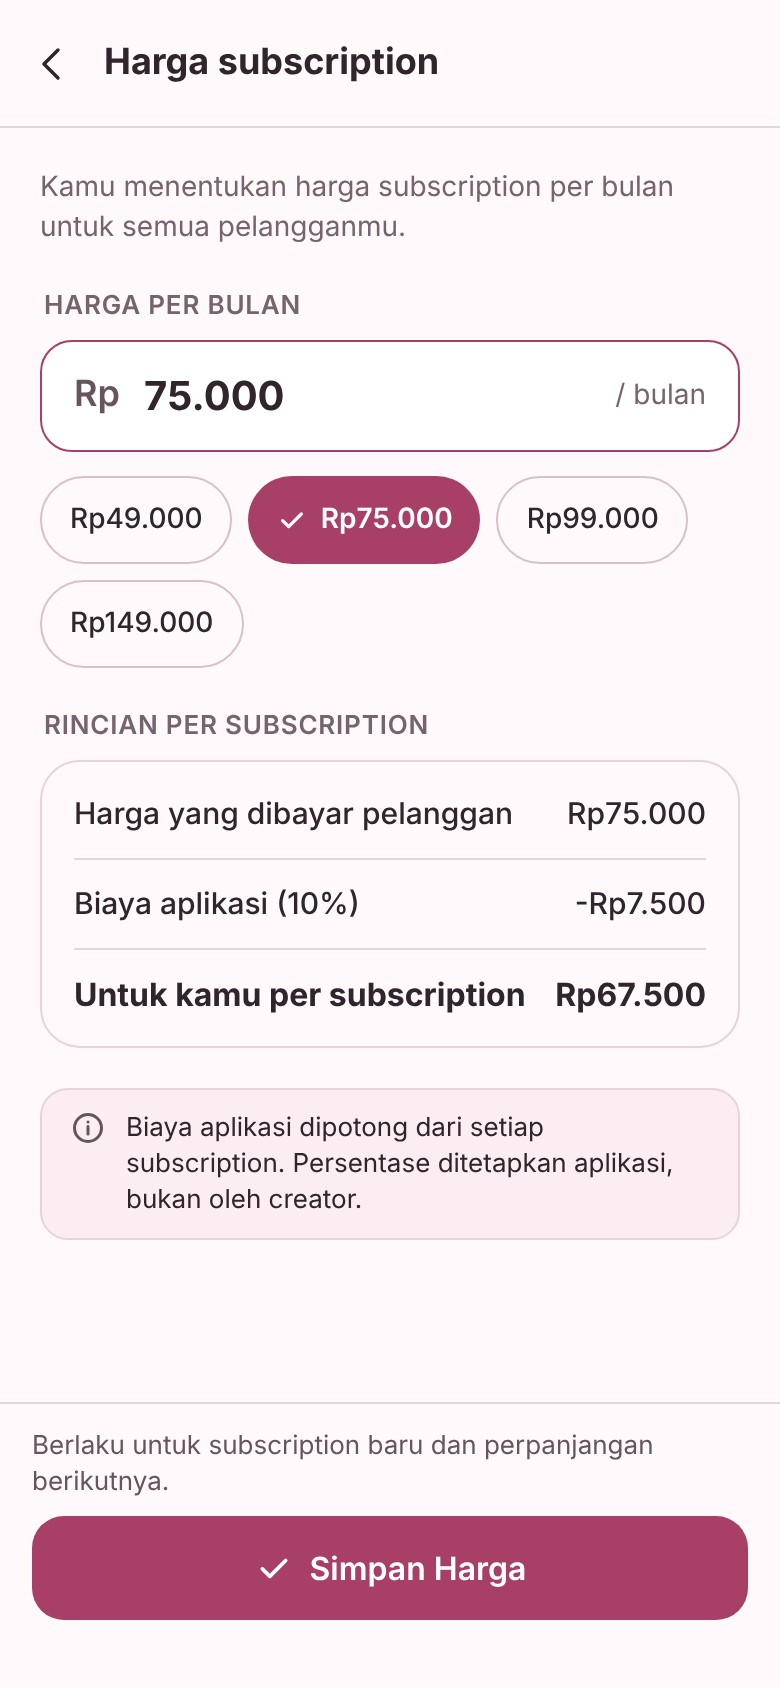 Harga subscription
Kamu menentukan harga subscription per bulan
untuk semua pelangganmu.
HARGA PER BULAN
Rp 75.000 / bulan
Rp49.000 Rp75.000 Rp99.000
Rp149.000
RINCIAN PER SUBSCRIPTION
Harga yang dibayar pelanggan Rp75.000
Biaya aplikasi (10%) -Rp7.500
Untuk kamu per subscription Rp67.500
Biaya aplikasi dipotong dari setiap
subscription. Persentase ditetapkan aplikasi,
bukan oleh creator.
Berlaku untuk subscription baru dan perpanjangan
berikutnya.
Simpan Harga